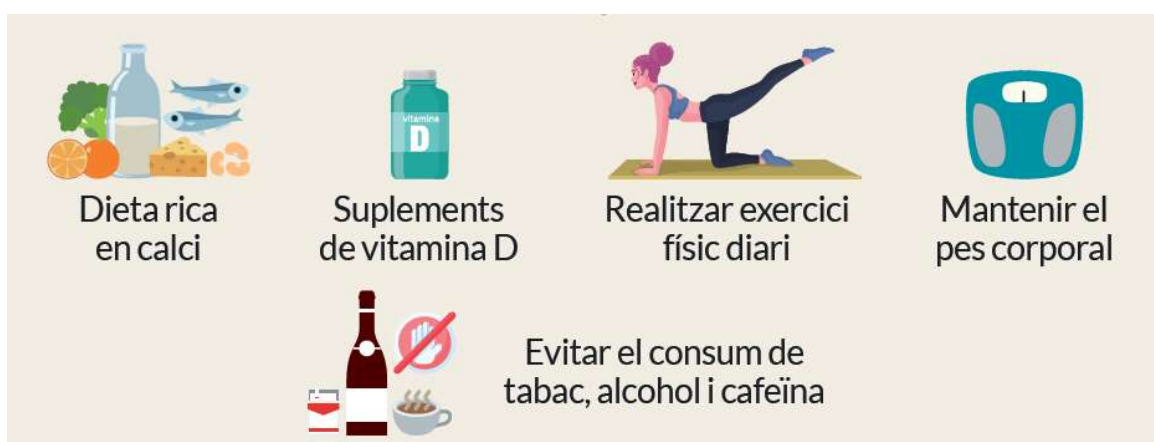 vitamina
D
Dieta rica
en calci
Suplements
de vitamina D
Realitzar exercici
físic diari
Mantenir el
pes corporal
Evitar el consum de
tabac, alcohol i cafeïna